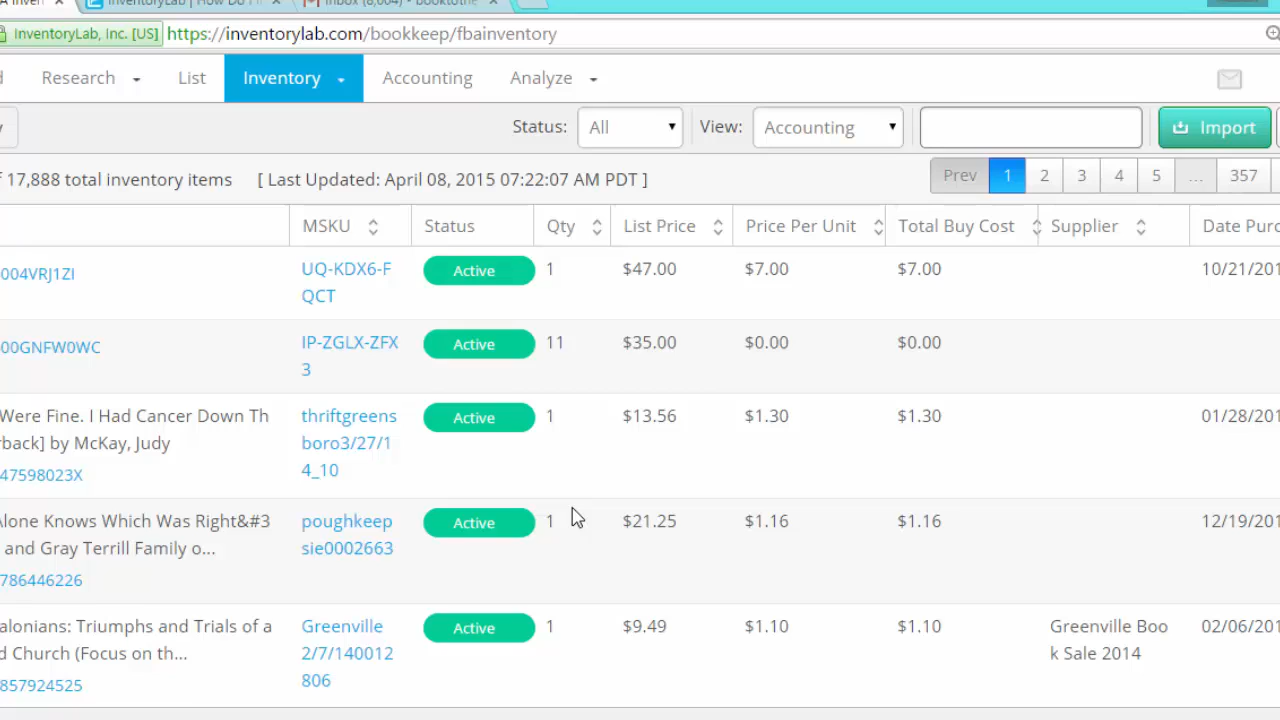 InventoryLab | How Do I
Inbox (8,004) - booktothe
InventoryLab, Inc. [US] https://inventorylab.com/bookkeep/fbainventory
Research List Inventory Accounting Analyze
Status: All View: Accounting Import
17,888 total inventory items [ Last Updated: April 08, 2015 07:22:07 AM PDT ] Prev 1 2 3 4 5 ... 357
MSKU Status Qty List Price Price Per Unit Total Buy Cost Supplier Date Purc
004VRJ1ZI UQ-KDX6-F Active 1 $47.00 $7.00 $7.00 10/21/201
QCT
00GNFW0WC IP-ZGLX-ZFX Active 11 $35.00 $0.00 $0.00
3
Were Fine. I Had Cancer Down Th thriftgreens Active 1 $13.56 $1.30 $1.30 01/28/201
rback] by McKay, Judy boro3/27/1
47598023X 4_10
Alone Knows Which Was Right&#3 poughkeep Active 1 $21.25 $1.16 $1.16 12/19/201
and Gray Terrill Family o... sie0002663
786446226
alonians: Triumphs and Trials of a Greenville Active 1 $9.49 $1.10 $1.10 Greenville Boo 02/06/201
d Church (Focus on th... 2/7/140012 k Sale 2014
857924525 806